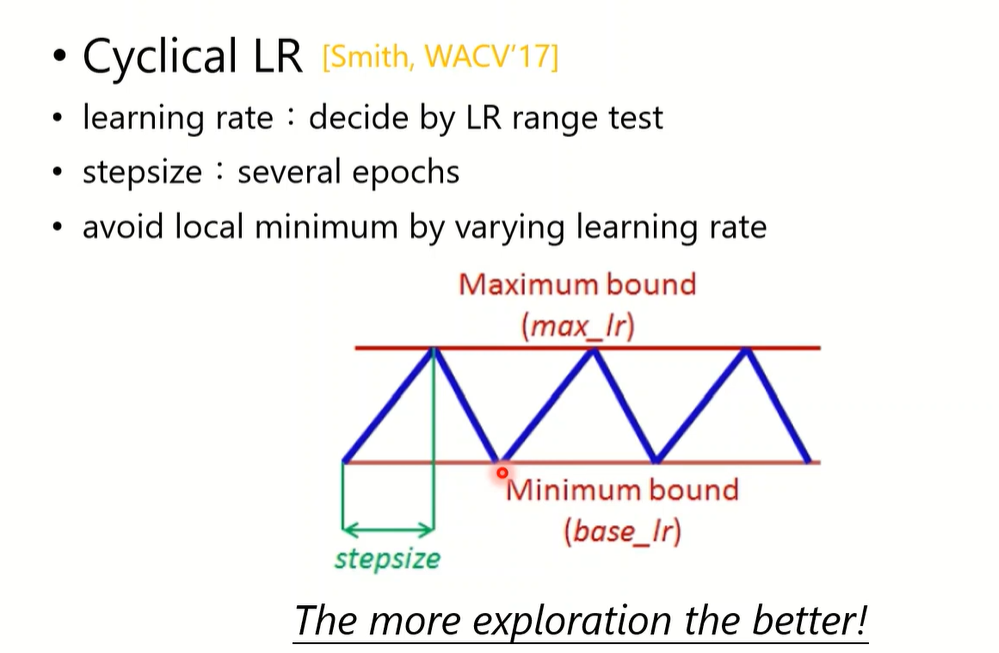 • Cyclical LR [Smith, WACV'17]
• learning rate：decide by LR range test
• stepsize：several epochs
• avoid local minimum by varying learning rate
Maximum bound
(max_lr)
Minimum bound
(base_lr)
stepsize
The more exploration the better!